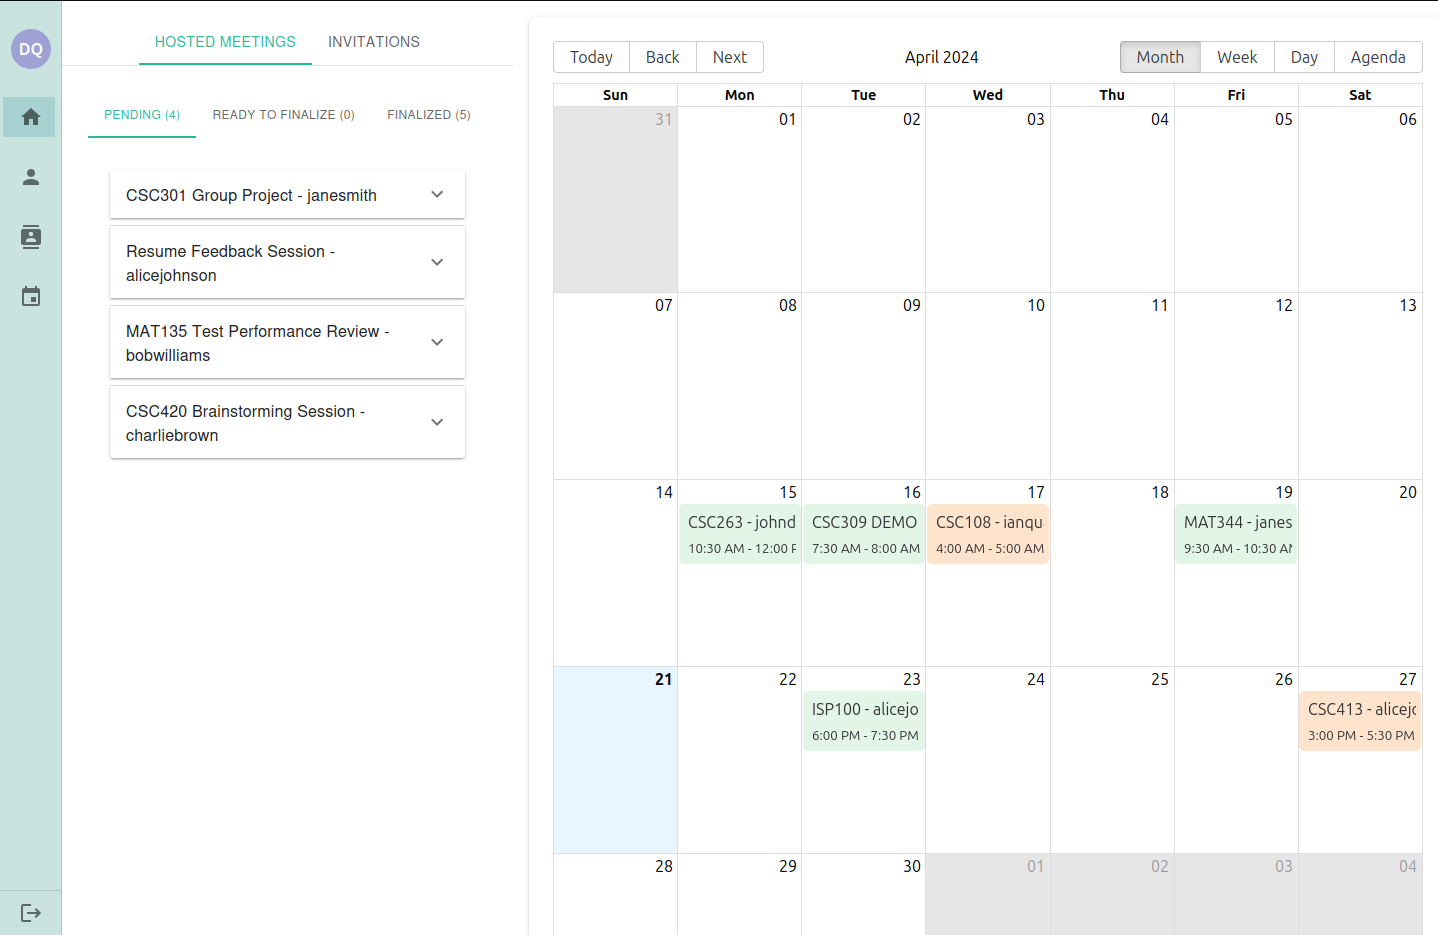 DQ
HOSTED MEETINGS INVITATIONS
PENDING (4) READY TO FINALIZE (0) FINALIZED (5)
CSC301 Group Project - janesmith
Resume Feedback Session -
alicejohnson
MAT135 Test Performance Review -
bobwilliams
CSC420 Brainstorming Session -
charliebrown
Today Back Next April 2024 Month Week Day Agenda
Sun Mon Tue Wed Thu Fri Sat
31 01 02 03 04 05 06
07 08 09 10 11 12 13
14 15 16 17 18 19 20
CSC263 - johnd CSC309 DEMO CSC108 - ianqu MAT344 - janes
10:30 AM - 12:00 P 7:30 AM - 8:00 AM 4:00 AM - 5:00 AM 9:30 AM - 10:30 AM
21 22 23 24 25 26 27
ISP100 - alicejo CSC413 - alicejo
6:00 PM - 7:30 PM 3:00 PM - 5:30 PM
28 29 30 01 02 03 04